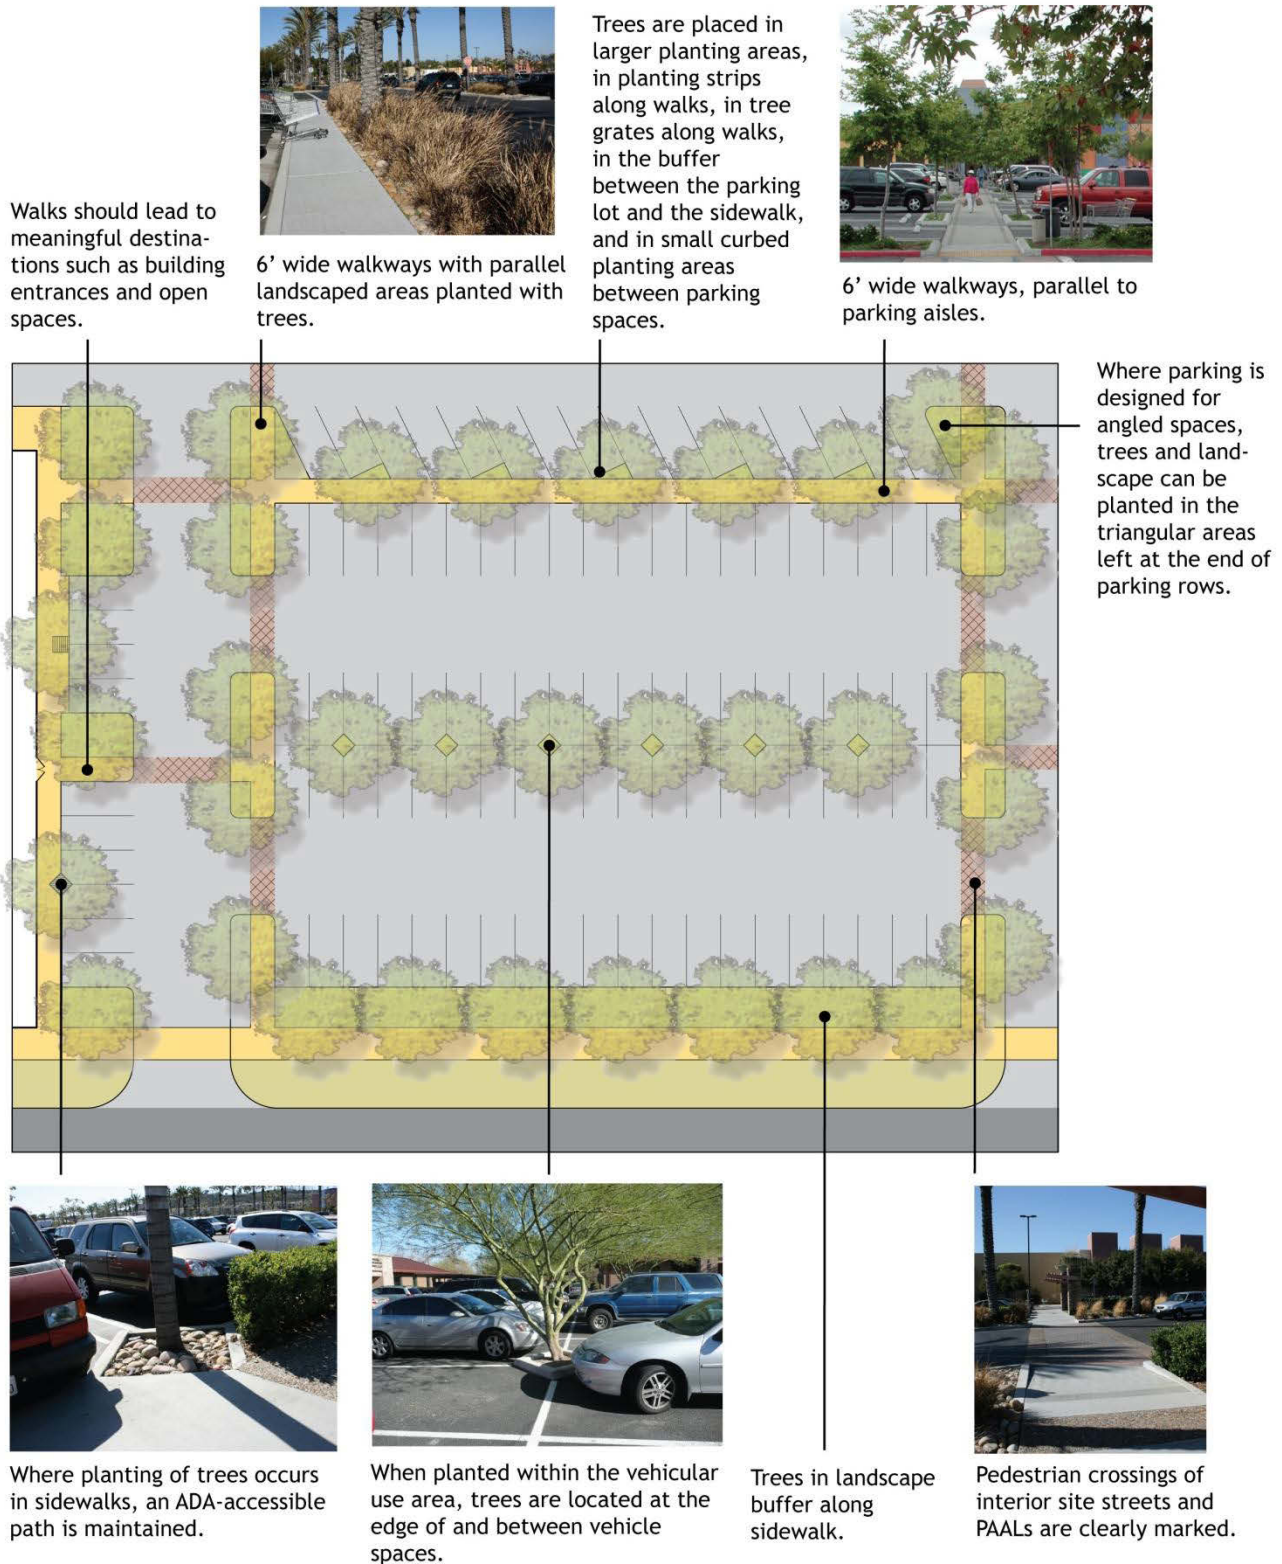 Walks should lead to
meaningful destina-
tions such as building
entrances and open
spaces.
6’ wide walkways with parallel
landscaped areas planted with
trees.
Trees are placed in
larger planting areas,
in planting strips
along walks, in tree
grates along walks,
in the buffer
between the parking
lot and the sidewalk,
and in small curbed
planting areas
between parking
spaces.
6’ wide walkways, parallel to
parking aisles.
Where parking is
designed for
angled spaces,
trees and land-
scape can be
planted in the
triangular areas
left at the end of
parking rows.
Where planting of trees occurs
in sidewalks, an ADA-accessible
path is maintained.
When planted within the vehicular
use area, trees are located at the
edge of and between vehicle
spaces.
Trees in landscape
buffer along
sidewalk.
Pedestrian crossings of
interior site streets and
PAALs are clearly marked.